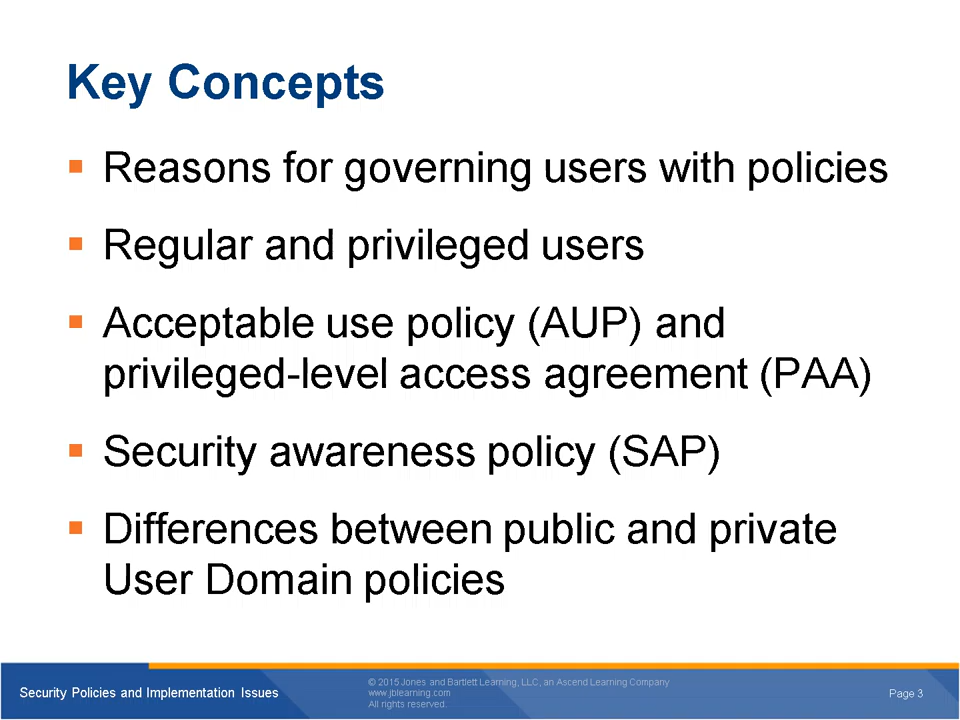 Key Concepts
Reasons for governing users with policies
Regular and privileged users
Acceptable use policy (AUP) and
privileged-level access agreement (PAA)
Security awareness policy (SAP)
Differences between public and private
User Domain policies
Security Policies and Implementation Issues
© 2015 Jones and Bartlett Learning, LLC, an Ascend Learning Company
www.jblearning.com
All rights reserved.
Page 3